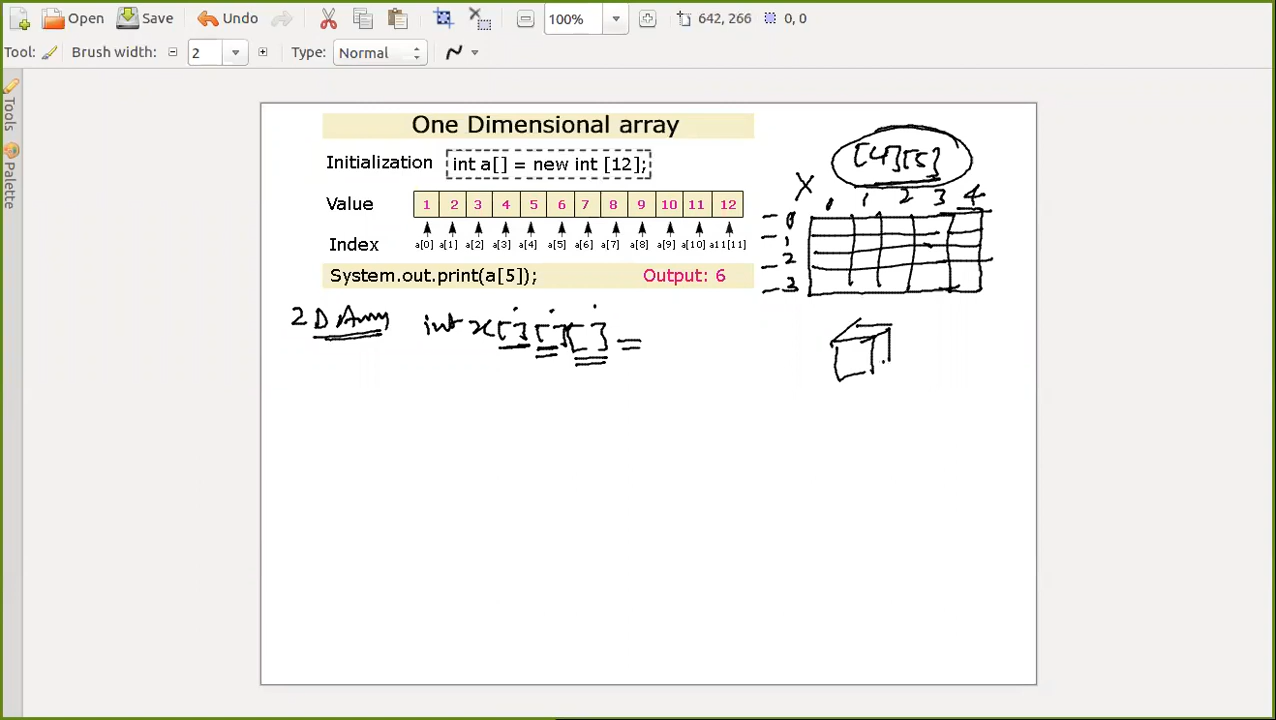 Open Save Undo 100% 642, 266 0, 0
Tool: Brush width: 2 Type: Normal
Tools
Palette
One Dimensional array
Initialization int a[] = new int [12];
Value 1 2 3 4 5 6 7 8 9 10 11 12
Index a[0] a[1] a[2] a[3] a[4] a[5] a[6] a[7] a[8] a[9] a[10] a11[11]
System.out.print(a[5]); Output: 6
[4][5]
X 0 1 2 3 4
0
1
2
3
2 D Array int x[][][] =